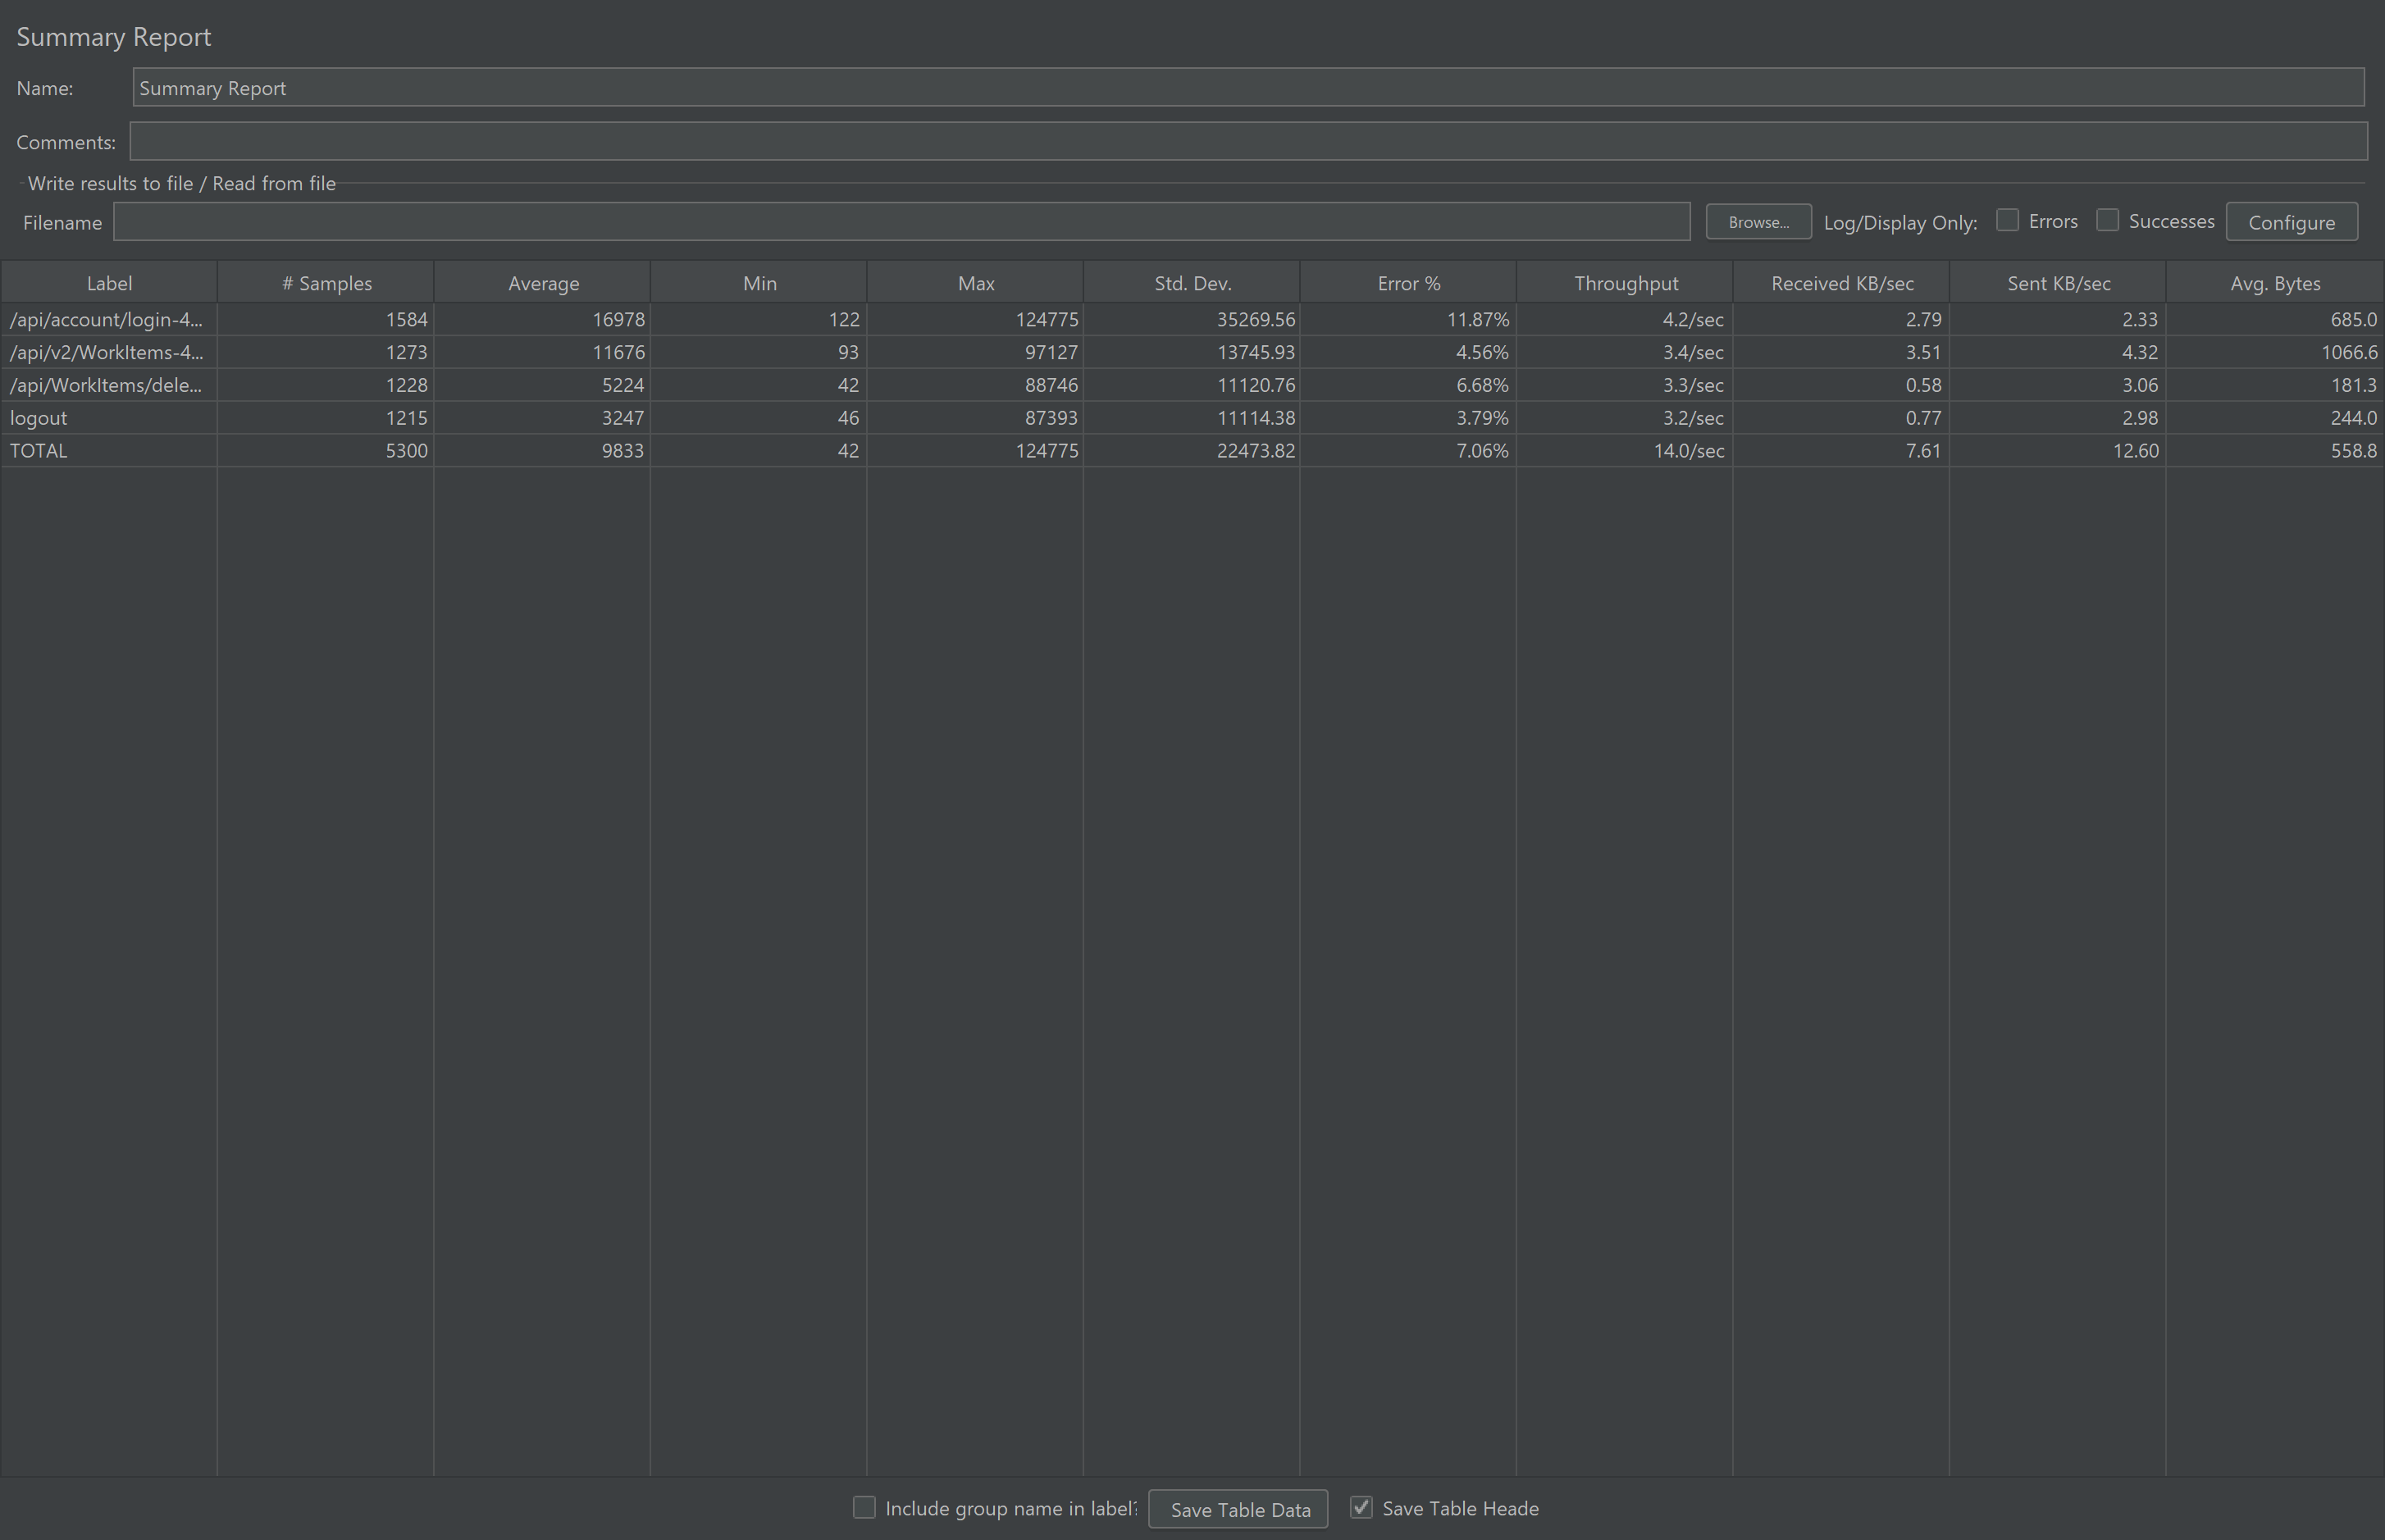 Summary Report
Name: Summary Report
Comments:
Write results to file / Read from file
Filename Browse... Log/Display Only: Errors Successes Configure
Label # Samples Average Min Max Std. Dev. Error % Throughput Received KB/sec Sent KB/sec Avg. Bytes
/api/account/login-4... 1584 16978 122 124775 35269.56 11.87% 4.2/sec 2.79 2.33 685.0
/api/v2/WorkItems-4... 1273 11676 93 97127 13745.93 4.56% 3.4/sec 3.51 4.32 1066.6
/api/WorkItems/dele... 1228 5224 42 88746 11120.76 6.68% 3.3/sec 0.58 3.06 181.3
logout 1215 3247 46 87393 11114.38 3.79% 3.2/sec 0.77 2.98 244.0
TOTAL 5300 9833 42 124775 22473.82 7.06% 14.0/sec 7.61 12.60 558.8
Include group name in label? Save Table Data Save Table Heade